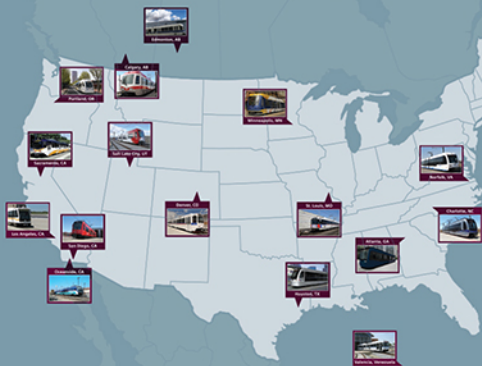 Edmonton, AB
Calgary, AB
Portland, OR
Minneapolis, MN
Sacramento, CA
Salt Lake City, UT
Norfolk, VA
Denver, CO
St. Louis, MO
Charlotte, NC
Los Angeles, CA
San Diego, CA
Atlanta, GA
Oceanside, CA
Houston, TX
Valencia, Venezuela